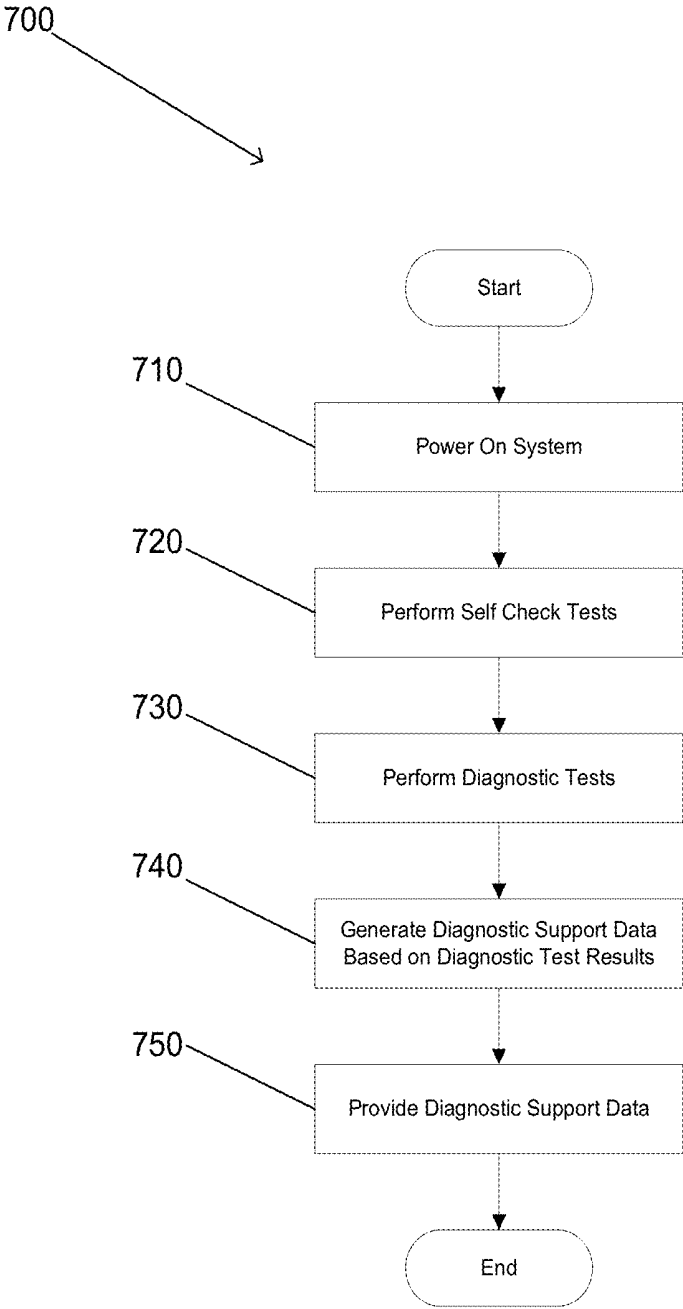 700
Start
710
Power On System
720
Perform Self Check Tests
730
Perform Diagnostic Tests
740
Generate Diagnostic Support Data
Based on Diagnostic Test Results
750
Provide Diagnostic Support Data
End